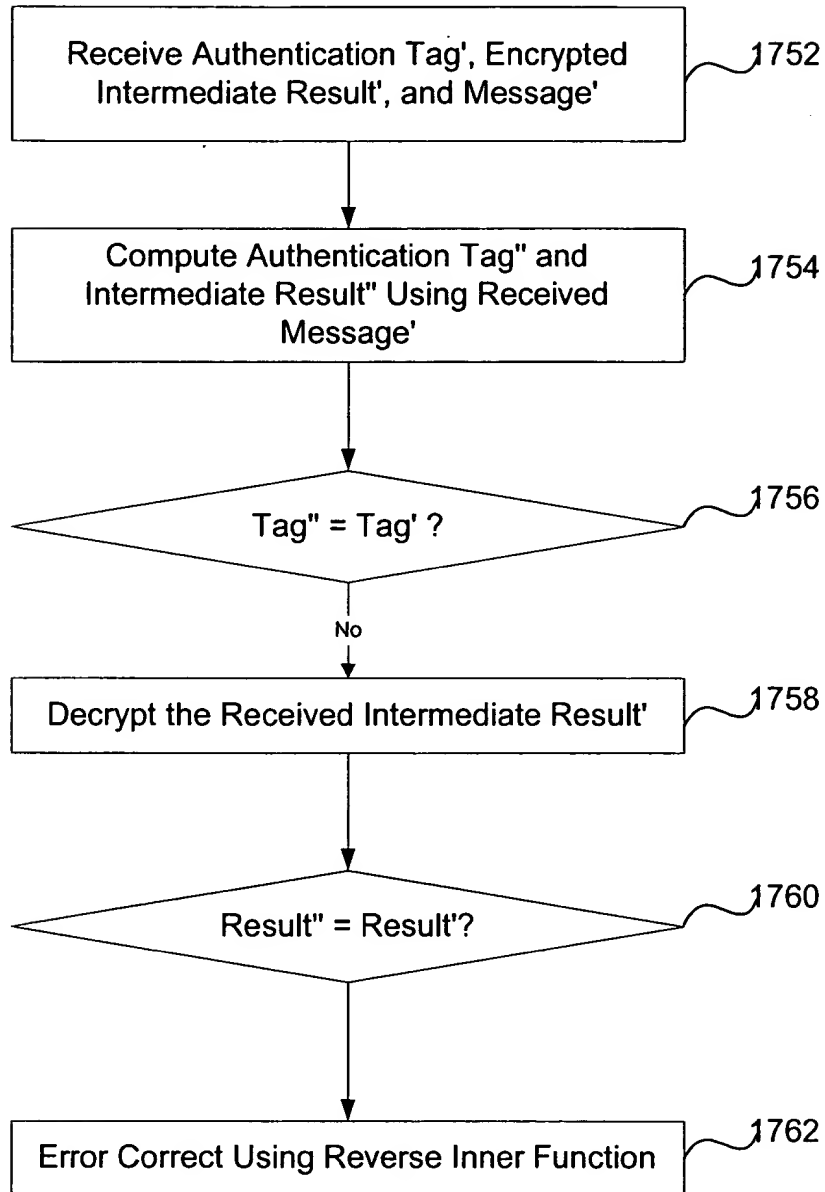 Receive Authentication Tag', Encrypted
Intermediate Result', and Message'
1752
Compute Authentication Tag" and
Intermediate Result" Using Received
Message'
1754
Tag" = Tag' ?
1756
No
Decrypt the Received Intermediate Result'
1758
Result" = Result'?
1760
Error Correct Using Reverse Inner Function
1762